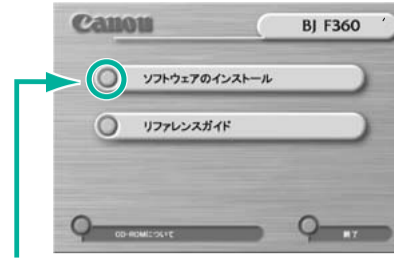 Canon
BJ F360
ソフトウェアのインストール
リファレンスガイド
CD-ROMについて
終了